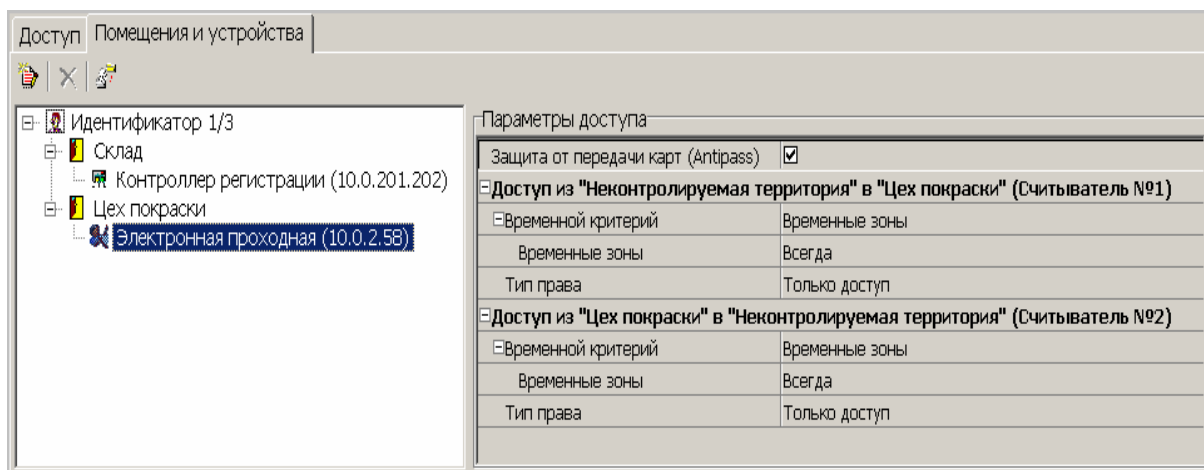 Доступ Помещения и устройства
Идентификатор 1/3
Склад
Контроллер регистрации (10.0.201.202)
Цех покраски
Электронная проходная (10.0.2.58)
Параметры доступа
Защита от передачи карт (Antipass)
Доступ из "Неконтролируемая территория" в "Цех покраски" (Считыватель №1)
Временной критерий Временные зоны
Временные зоны Всегда
Тип права Только доступ
Доступ из "Цех покраски" в "Неконтролируемая территория" (Считыватель №2)
Временной критерий Временные зоны
Временные зоны Всегда
Тип права Только доступ